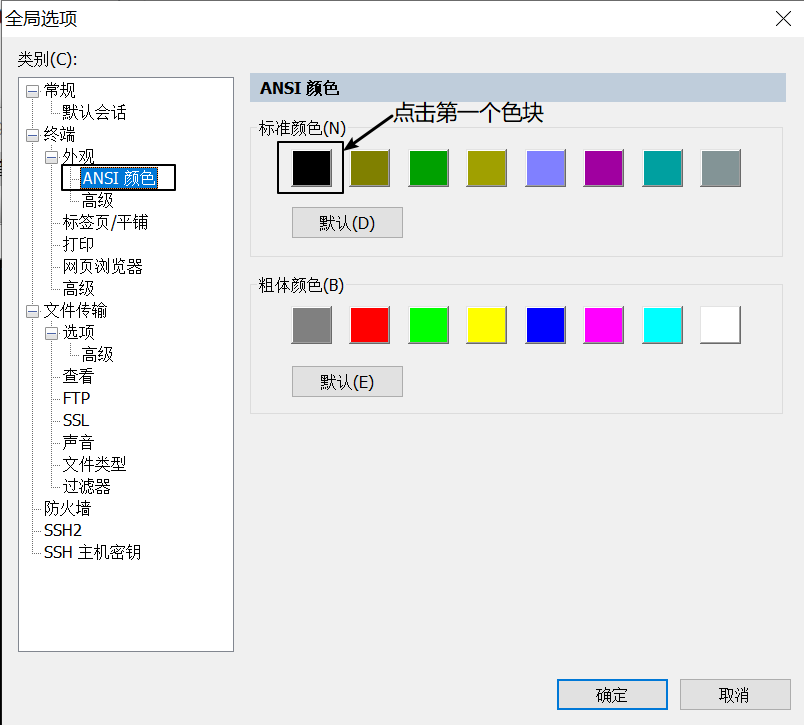 全局选项
类别(C):
常规
默认会话
终端
外观
ANSI 颜色
高级
标签页/平铺
打印
网页浏览器
高级
文件传输
选项
高级
查看
FTP
SSL
声音
文件类型
过滤器
防火墙
SSH2
SSH 主机密钥
ANSI 颜色
点击第一个色块
标准颜色(N)
默认(D)
粗体颜色(B)
默认(E)
确定
取消